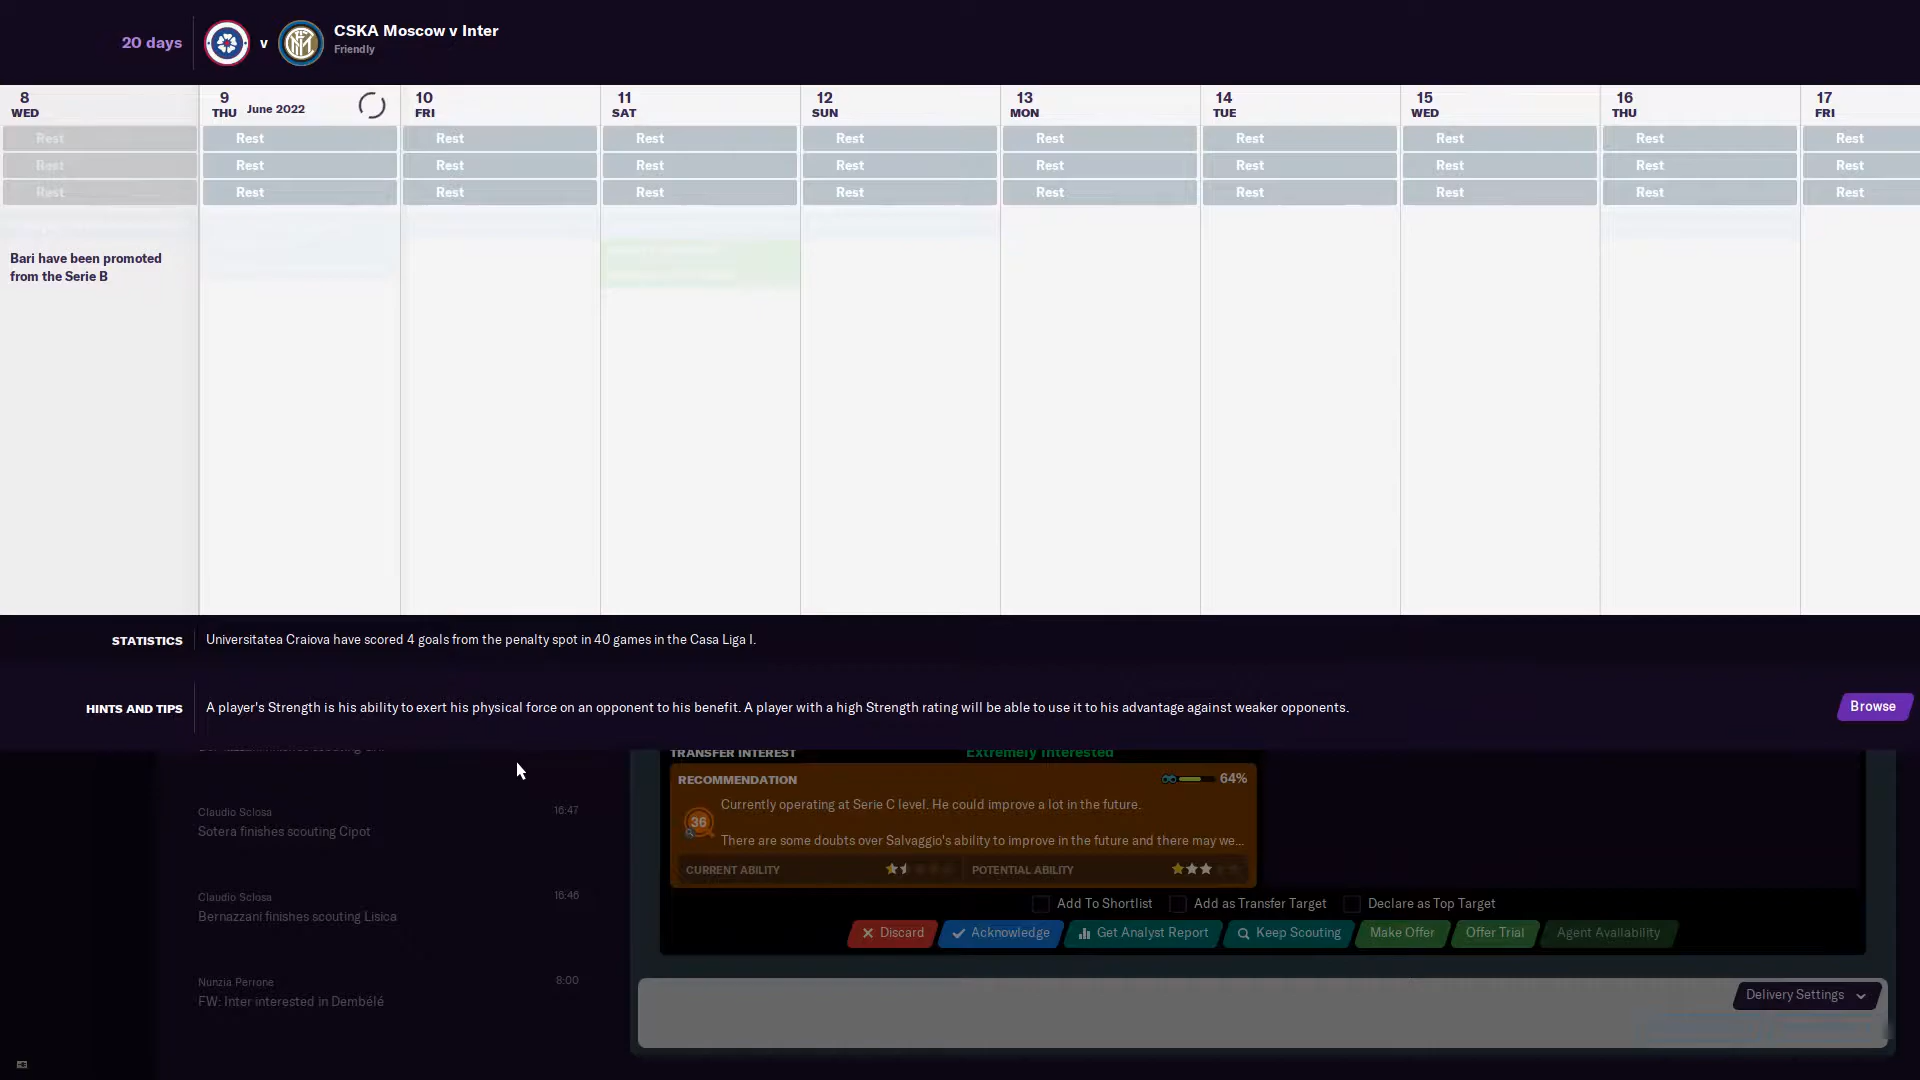 20 days
v
CSKA Moscow v Inter
Friendly
8
WED
9
THU June 2022
10
FRI
11
SAT
12
SUN
13
MON
14
TUE
15
WED
16
THU
17
FRI
Rest Rest Rest Rest Rest Rest Rest Rest Rest Rest
Rest Rest Rest Rest Rest Rest Rest Rest Rest Rest
Rest Rest Rest Rest Rest Rest Rest Rest Rest Rest
Bari have been promoted
from the Serie B
STATISTICS Universitatea Craiova have scored 4 goals from the penalty spot in 40 games in the Casa Liga I.
HINTS AND TIPS A player's Strength is his ability to exert his physical force on an opponent to his benefit. A player with a high Strength rating will be able to use it to his advantage against weaker opponents.
Browse
Claudio Sclosa 16:47
Sotera finishes scouting Cipot
Claudio Sclosa 16:46
Bernazzani finishes scouting Lisica
Nunzia Perrone 8:00
FW: Inter interested in Dembélé
TRANSFER INTEREST Extremely Interested
RECOMMENDATION 64%
36
Currently operating at Serie C level. He could improve a lot in the future.
There are some doubts over Salvaggio's ability to improve in the future and there may we...
CURRENT ABILITY POTENTIAL ABILITY
Add To Shortlist Add as Transfer Target Declare as Top Target
Discard Acknowledge Get Analyst Report Keep Scouting Make Offer Offer Trial Agent Availability
Delivery Settings